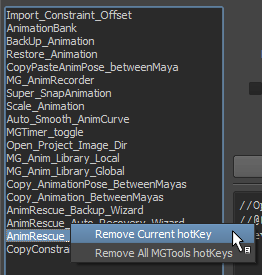 Import_Constraint_Offset
AnimationBank
BackUp_Animation
Restore_Animation
CopyPasteAnimPose_betweenMaya
MG_AnimRecorder
Super_SnapAnimation
Scale_Animation
Auto_Smooth_AnimCurve
MGTimer_toggle
Open_Project_Image_Dir
MG_Anim_Library_Local
MG_Anim_Library_Global
Copy_AnimationPose_BetweenMayas
Copy_Animation_BetweenMayas
AnimRescue_Backup_Wizard
AnimRescue_Auto_Recovery_Wizard
AnimRescue_
Remove Current hotKey
CopyConstra
Remove All MGTools hotKeys